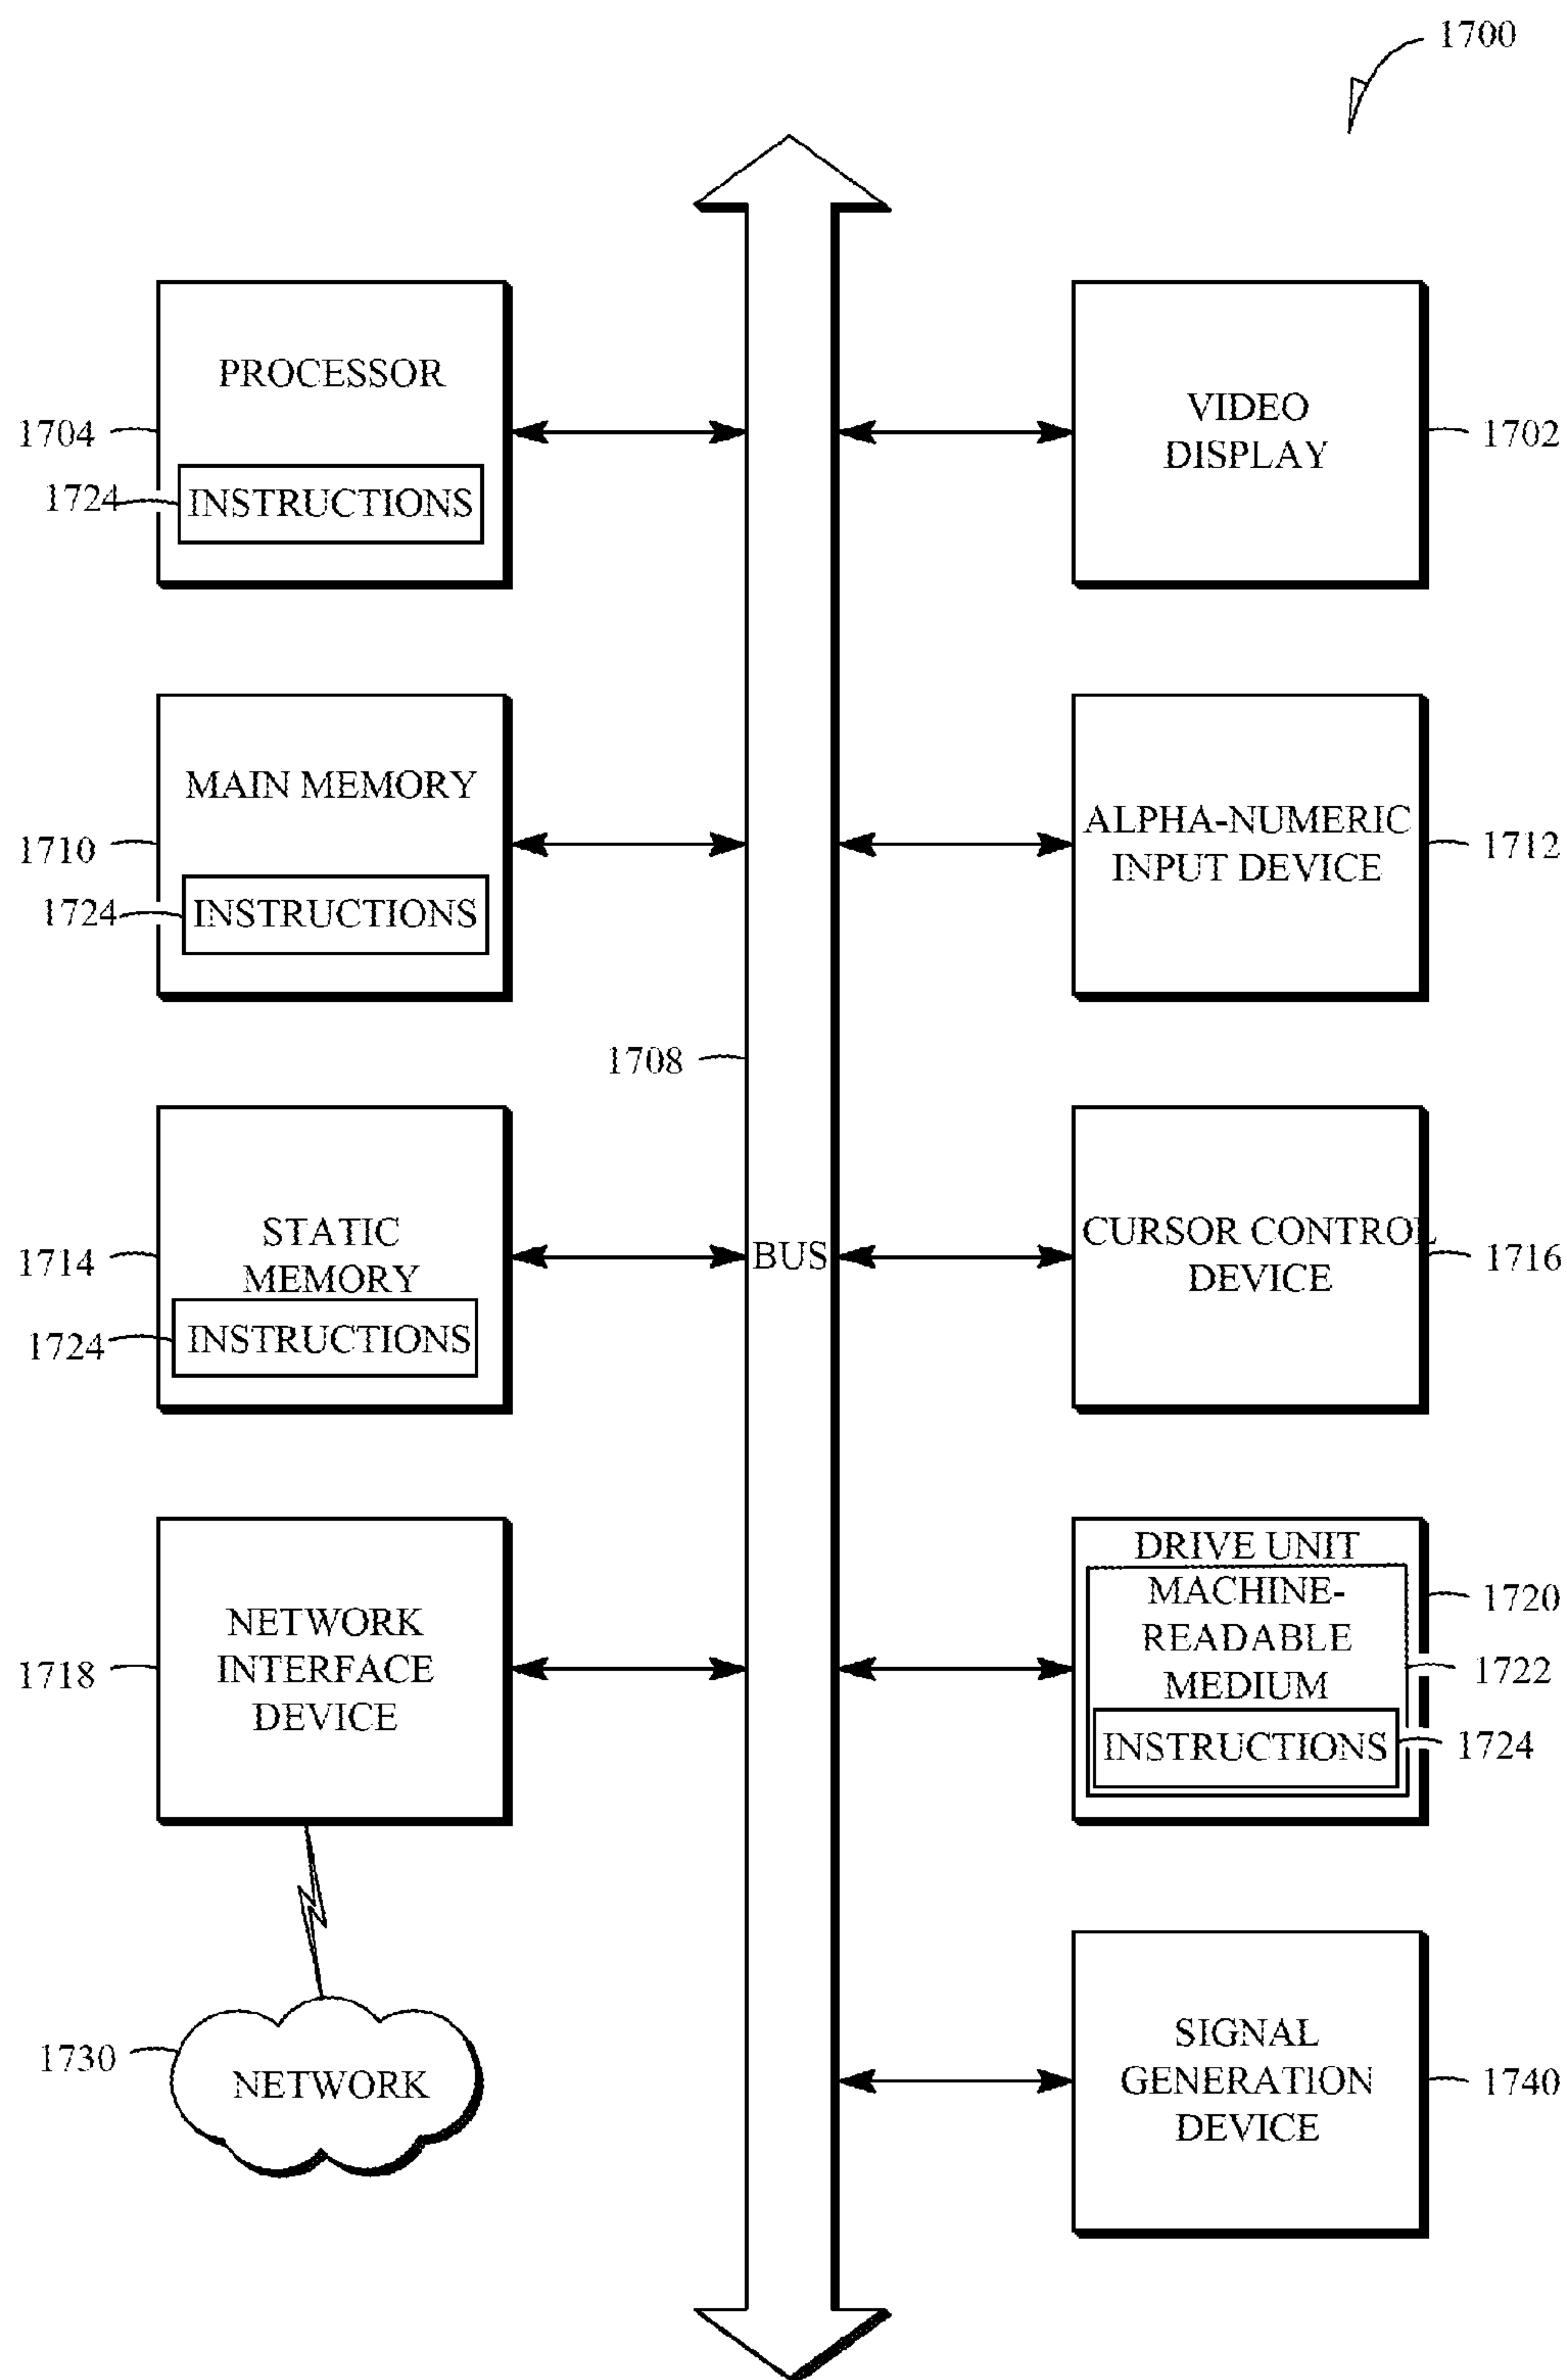 1700
PROCESSOR
1704
1724
INSTRUCTIONS
VIDEO
DISPLAY
1702
MAIN MEMORY
1710
1724
INSTRUCTIONS
ALPHA-NUMERIC
INPUT DEVICE
1712
1708
STATIC
MEMORY
1714
1724
INSTRUCTIONS
BUS
CURSOR CONTROL
DEVICE
1716
NETWORK
INTERFACE
DEVICE
1718
DRIVE UNIT
1720
MACHINE-
READABLE
MEDIUM
1722
INSTRUCTIONS
1724
1730
NETWORK
SIGNAL
GENERATION
DEVICE
1740